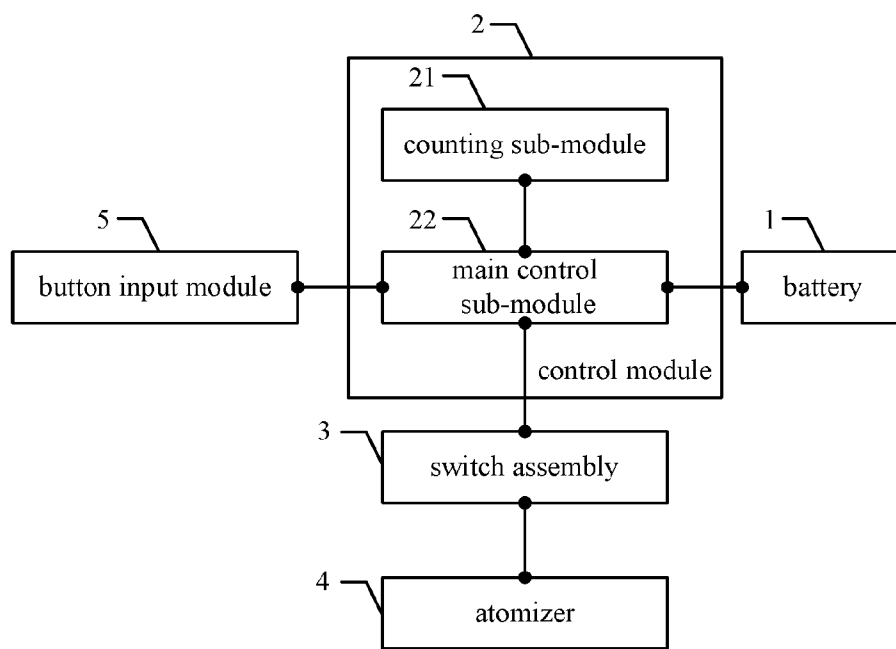 2
21
counting sub-module
5
22
1
button input module
main control
sub-module
battery
control module
3
switch assembly
4
atomizer